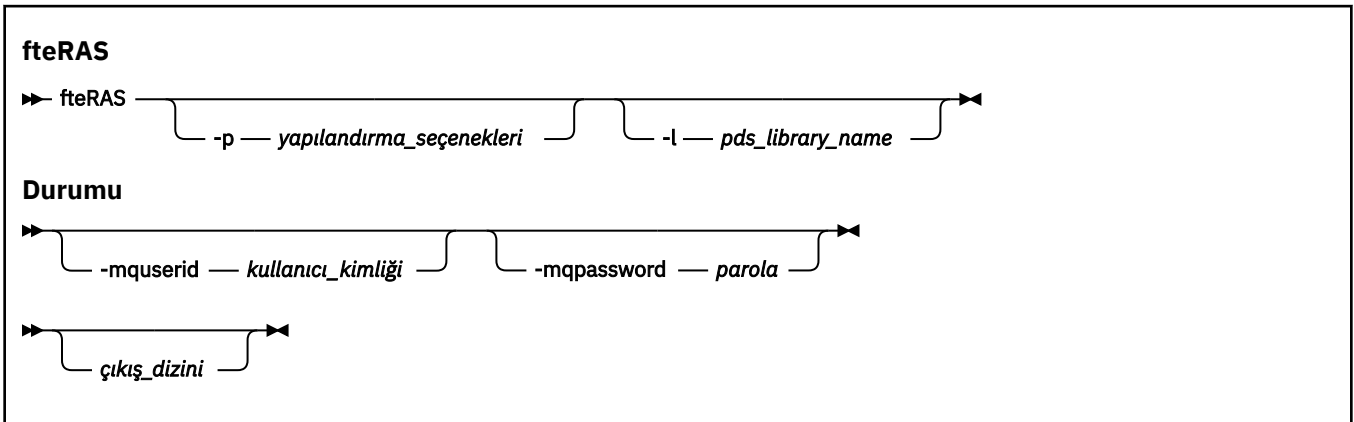 fteRAS
fteRAS
-p yapılandırma_seçenekleri -l pds_library_name
Durumu
-mquserid kullanıcı_kimliği -mqpassword parola
çıkış_dizini